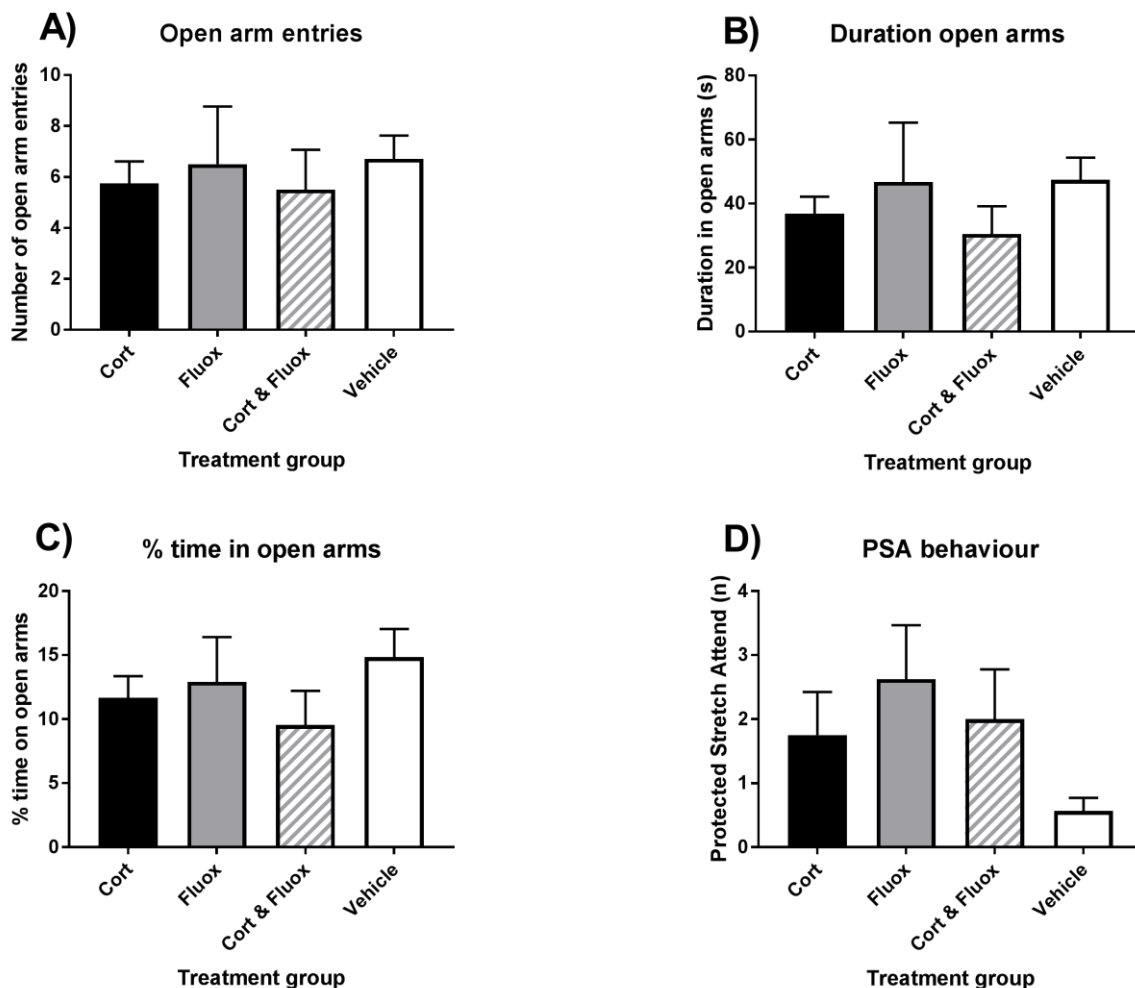 A)
Open arm entries
Number of open arm entries
10
8
6
4
2
0
Cort
Fluox
Cort & Fluox
Vehicle
Treatment group
B)
Duration open arms
Duration in open arms (s)
80
60
40
20
0
Cort
Fluox
Cort & Fluox
Vehicle
Treatment group
C)
% time in open arms
% time on open arms
20
15
10
5
0
Cort
Fluox
Cort & Fluox
Vehicle
Treatment group
D)
PSA behaviour
Protected Stretch Attend (n)
4
3
2
1
0
Cort
Fluox
Cort & Fluox
Vehicle
Treatment group